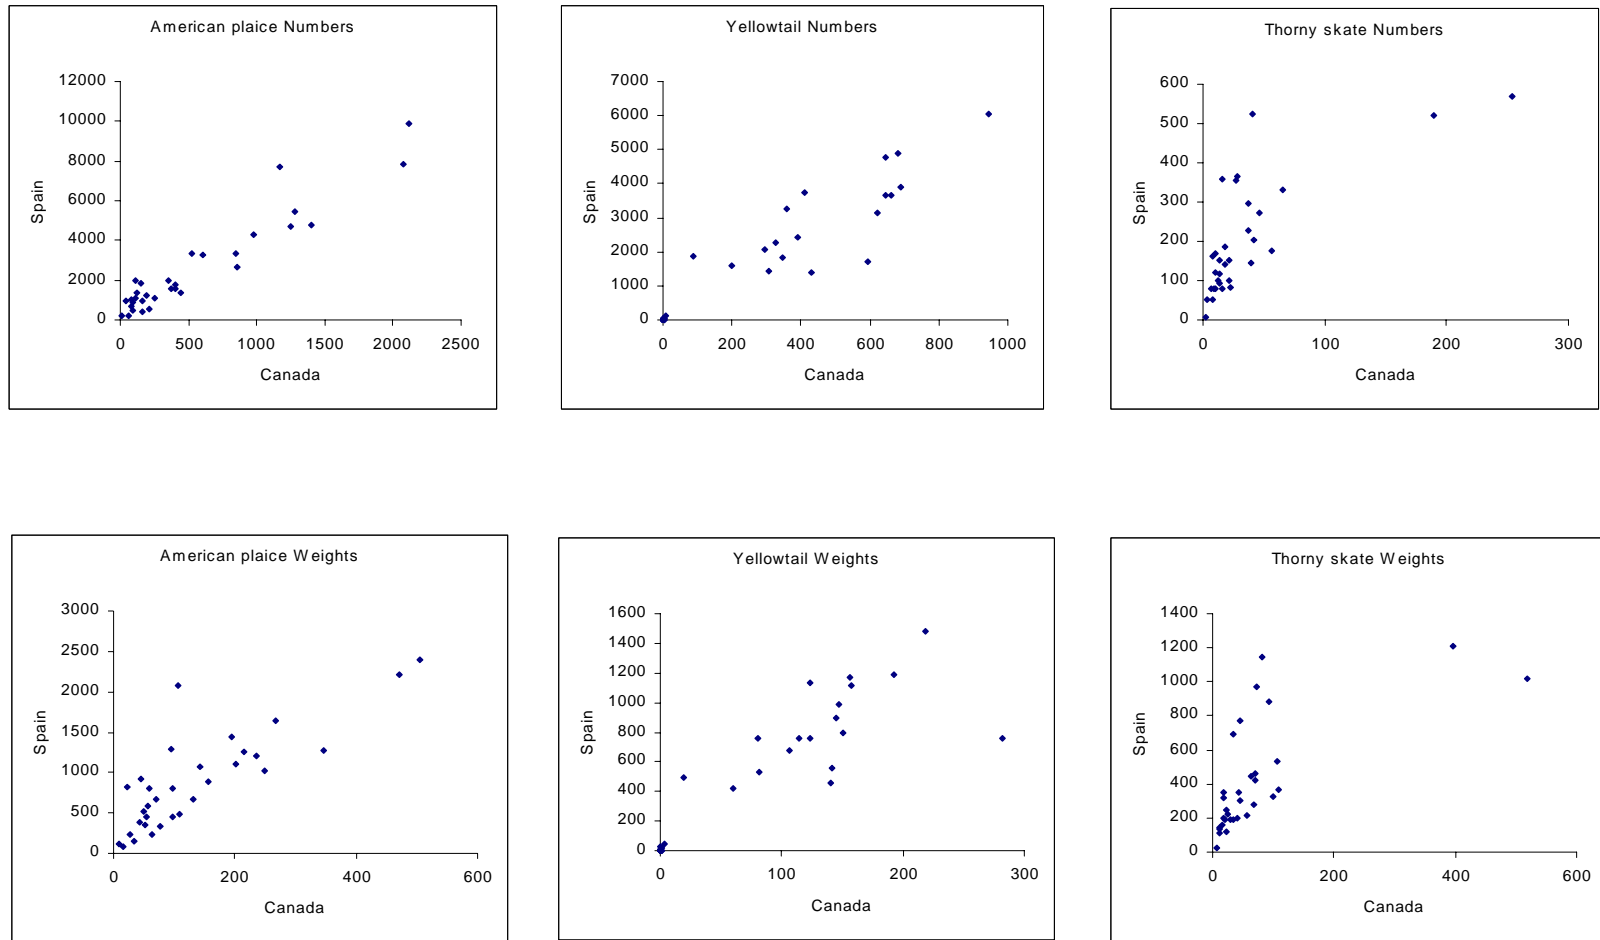 American plaice Numbers
12000
10000
8000
6000
4000
2000
0
Spain
0 500 1000 1500 2000 2500
Canada
Yellowtail Numbers
7000
6000
5000
4000
3000
2000
1000
0
Spain
0 200 400 600 800 1000
Canada
Thorny skate Numbers
600
500
400
300
200
100
0
Spain
0 100 200 300
Canada
American plaice Weights
3000
2500
2000
1500
1000
500
0
Spain
0 200 400 600
Canada
Yellowtail Weights
1600
1400
1200
1000
800
600
400
200
0
Spain
0 100 200 300
Canada
Thorny skate Weights
1400
1200
1000
800
600
400
200
0
Spain
0 200 400 600
Canada